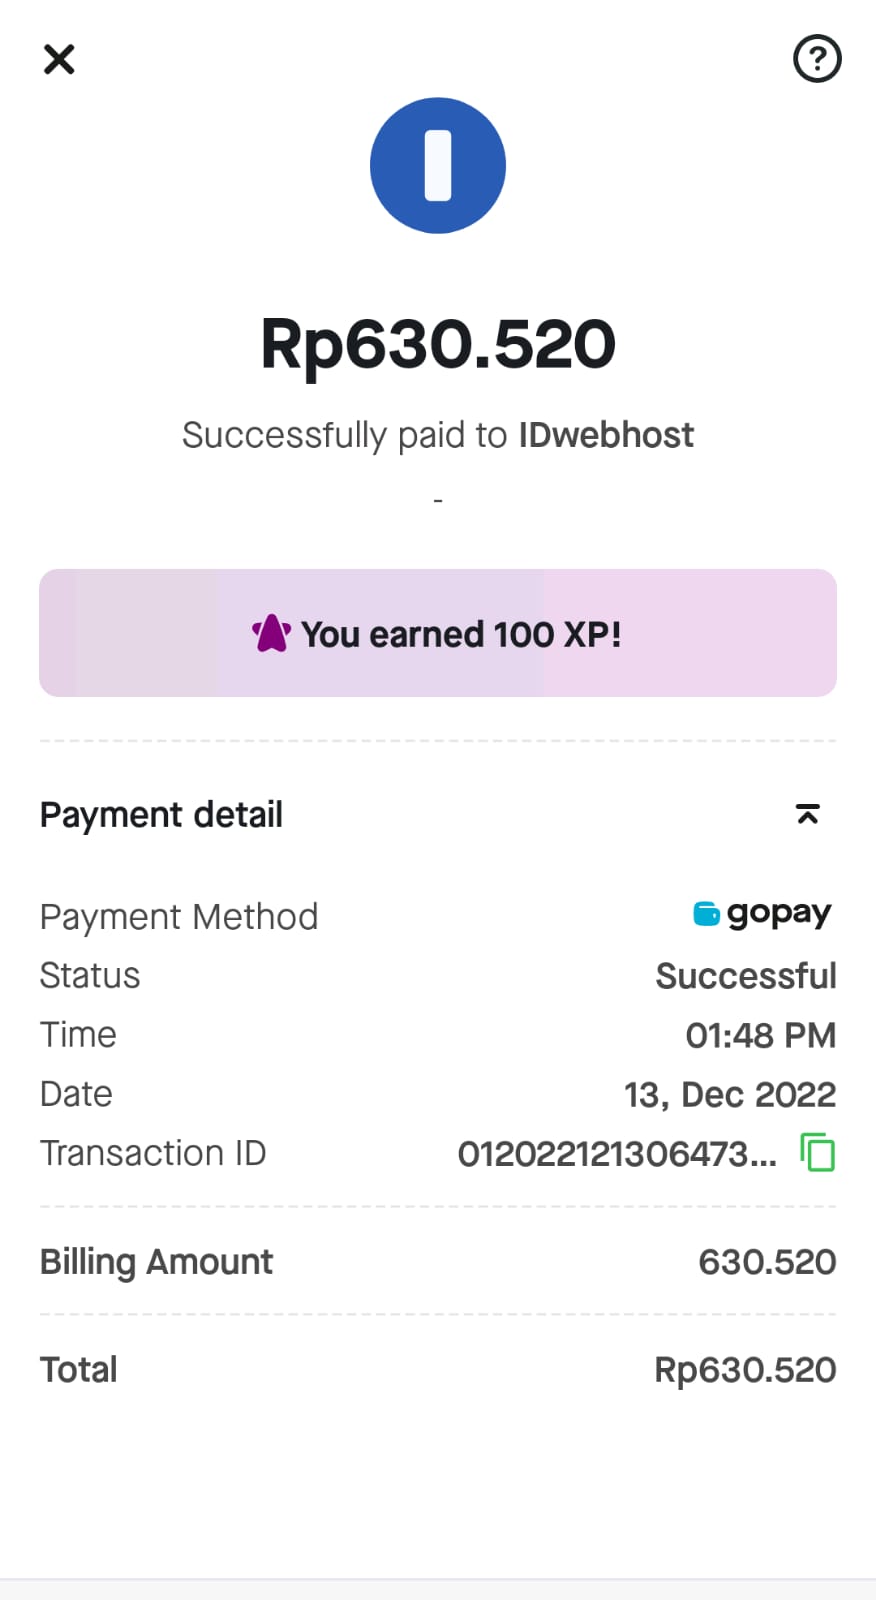 Rp630.520
Successfully paid to IDwebhost
-
You earned 100 XP!
Payment detail
Payment Method gopay
Status Successful
Time 01:48 PM
Date 13, Dec 2022
Transaction ID 012022121306473...
Billing Amount 630.520
Total Rp630.520